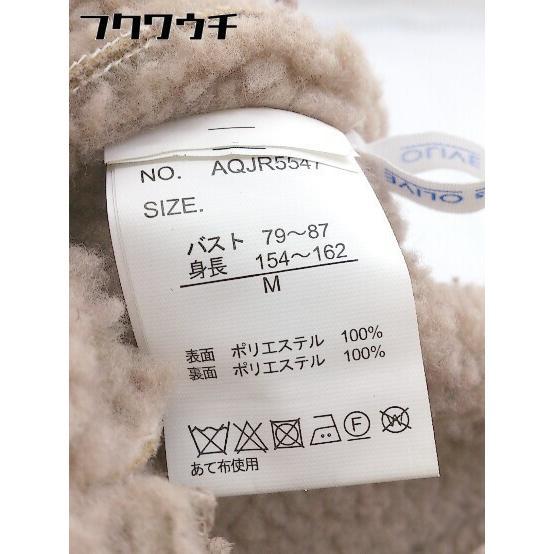 フクワウチ
NO. AQJR5547
SIZE.
バスト 79～87
身長 154～162
M
表面 ポリエステル 100%
裏面 ポリエステル 100%
F
W
あて布使用
OLIVE
S OLIVE